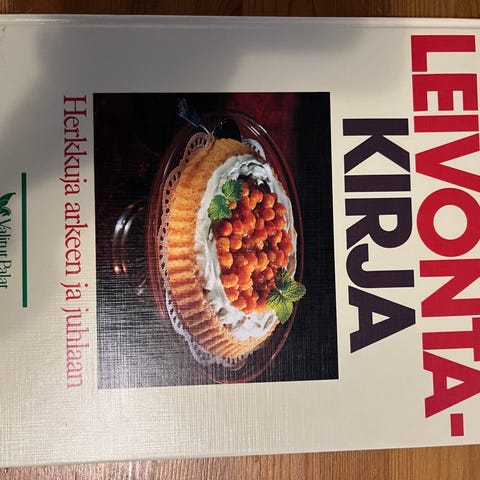 LEIVONTA-
KIRJA
Herkkuja arkeen ja juhlaan
Valitut Palat